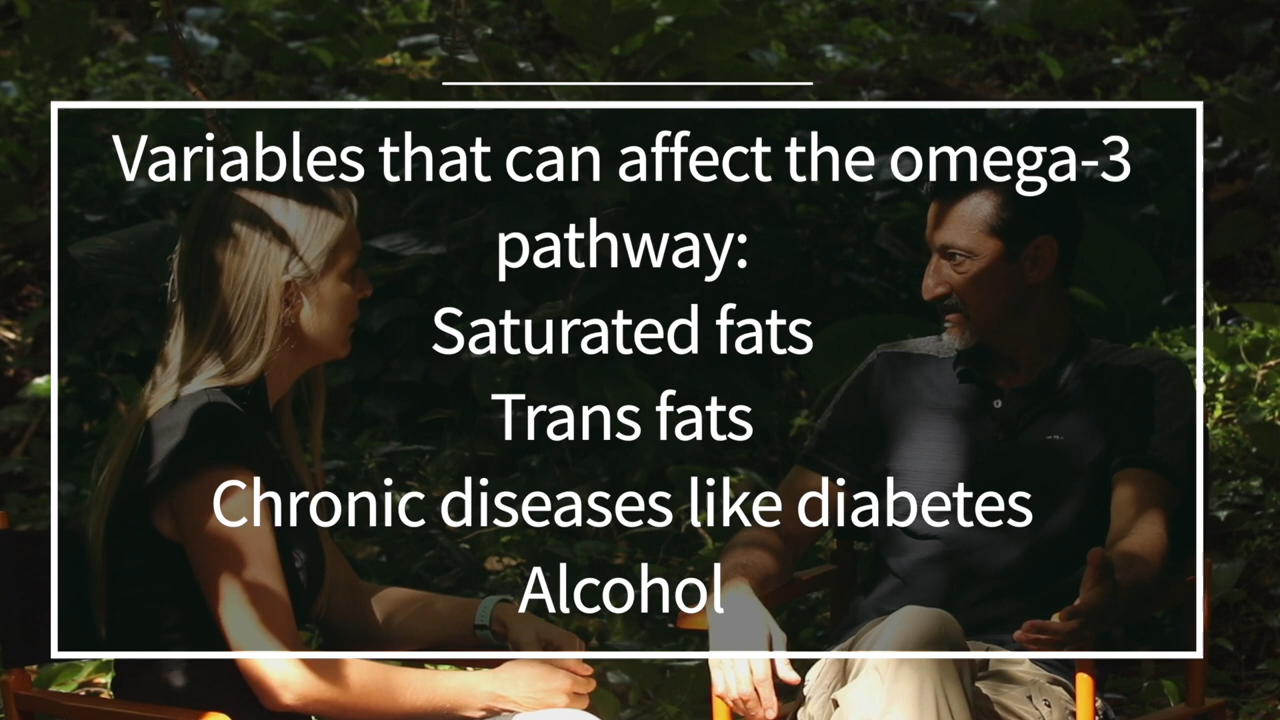 Variables that can affect the omega-3
pathway:
Saturated fats
Trans fats
Chronic diseases like diabetes
Alcohol